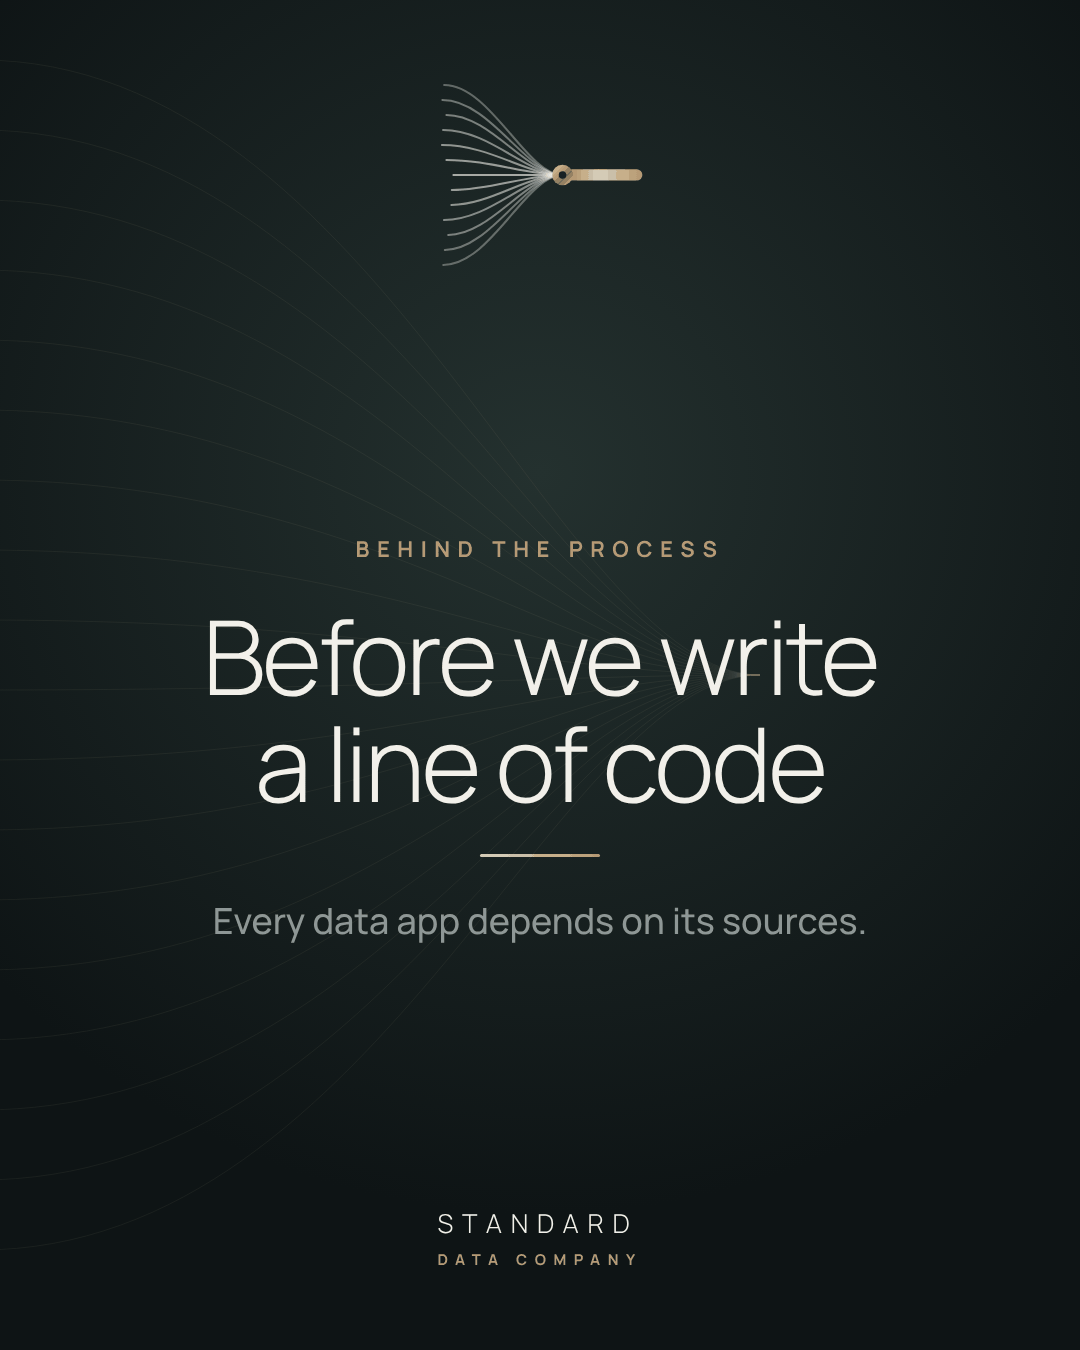 BEHIND THE PROCESS
Before we write
a line of code
Every data app depends on its sources.
STANDARD
DATA COMPANY